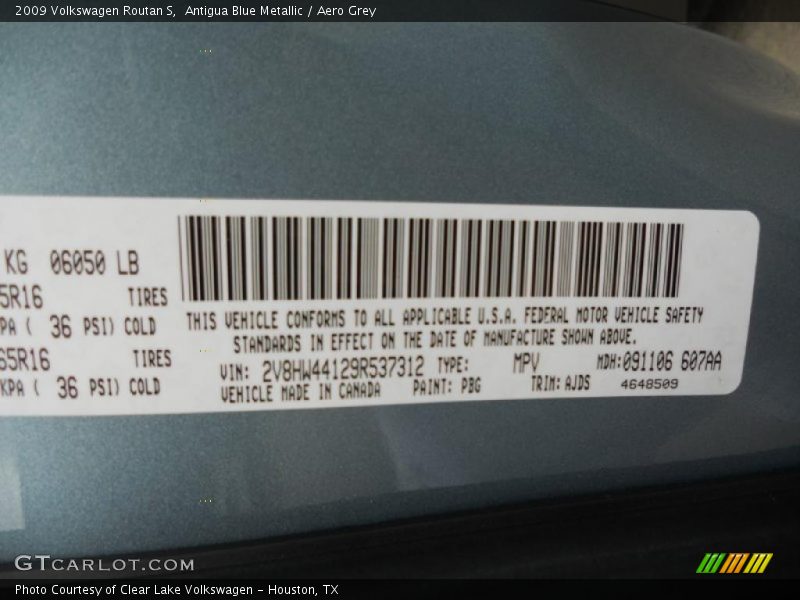 2009 Volkswagen Routan S,  Antigua Blue Metallic / Aero Grey
KG 06050 LB
5R16 TIRES
KPA ( 36 PSI) COLD
65R16 TIRES
KPA ( 36 PSI) COLD
THIS VEHICLE CONFORMS TO ALL APPLICABLE U.S.A. FEDERAL MOTOR VEHICLE SAFETY
STANDARDS IN EFFECT ON THE DATE OF MANUFACTURE SHOWN ABOVE.
VIN: 2V8HW44129R537312 TYPE: MPV MDH:091106 607AA
VEHICLE MADE IN CANADA PAINT: PBG TRIM: AJDS 4648509
GTCARLOT.COM
Photo Courtesy of Clear Lake Volkswagen - Houston, TX